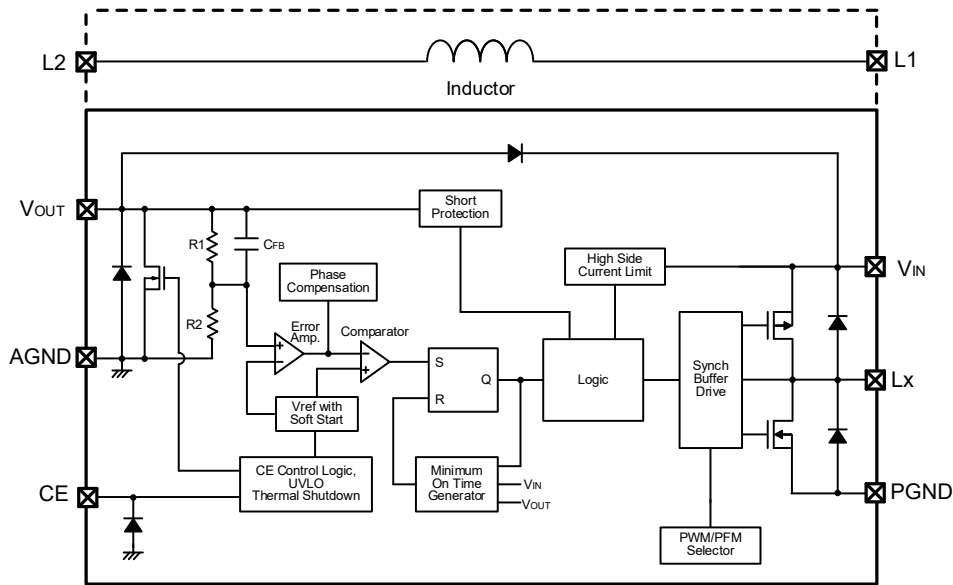 L2
L1
Inductor
VOUT
Short
Protection
R1
CFB
High Side
Current Limit
VIN
Phase
Compensation
R2
Error
Amp.
Comparator
AGND
S
Q
R
Logic
Synch
Buffer
Drive
Lx
Vref with
Soft Start
CE Control Logic,
UVLO
Thermal Shutdown
Minimum
On Time
Generator
VIN
VOUT
CE
PGND
PWM/PFM
Selector